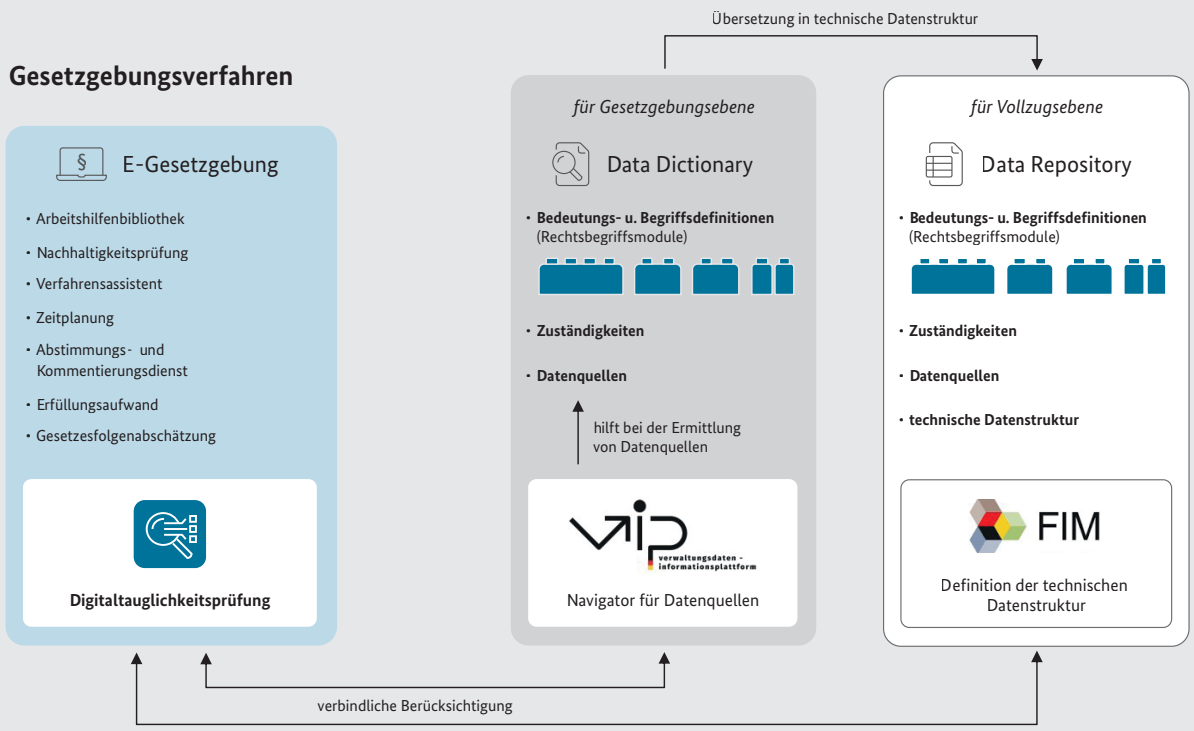 Übersetzung in technische Datenstruktur
Gesetzgebungsverfahren
§
E-Gesetzgebung
• Arbeitshilfenbibliothek
• Nachhaltigkeitsprüfung
• Verfahrensassistent
• Zeitplanung
• Abstimmungs- und
Kommentierungsdienst
• Erfüllungsaufwand
• Gesetzesfolgenabschätzung
Digitaltauglichkeitsprüfung
für Gesetzgebungsebene
Data Dictionary
• Bedeutungs- u. Begriffsdefinitionen
(Rechtsbegriffsmodule)
• Zuständigkeiten
• Datenquellen
hilft bei der Ermittlung
von Datenquellen
vip
verwaltungsdaten -
informationsplattform
Navigator für Datenquellen
für Vollzugsebene
Data Repository
• Bedeutungs- u. Begriffsdefinitionen
(Rechtsbegriffsmodule)
• Zuständigkeiten
• Datenquellen
• technische Datenstruktur
FIM
Definition der technischen
Datenstruktur
verbindliche Berücksichtigung